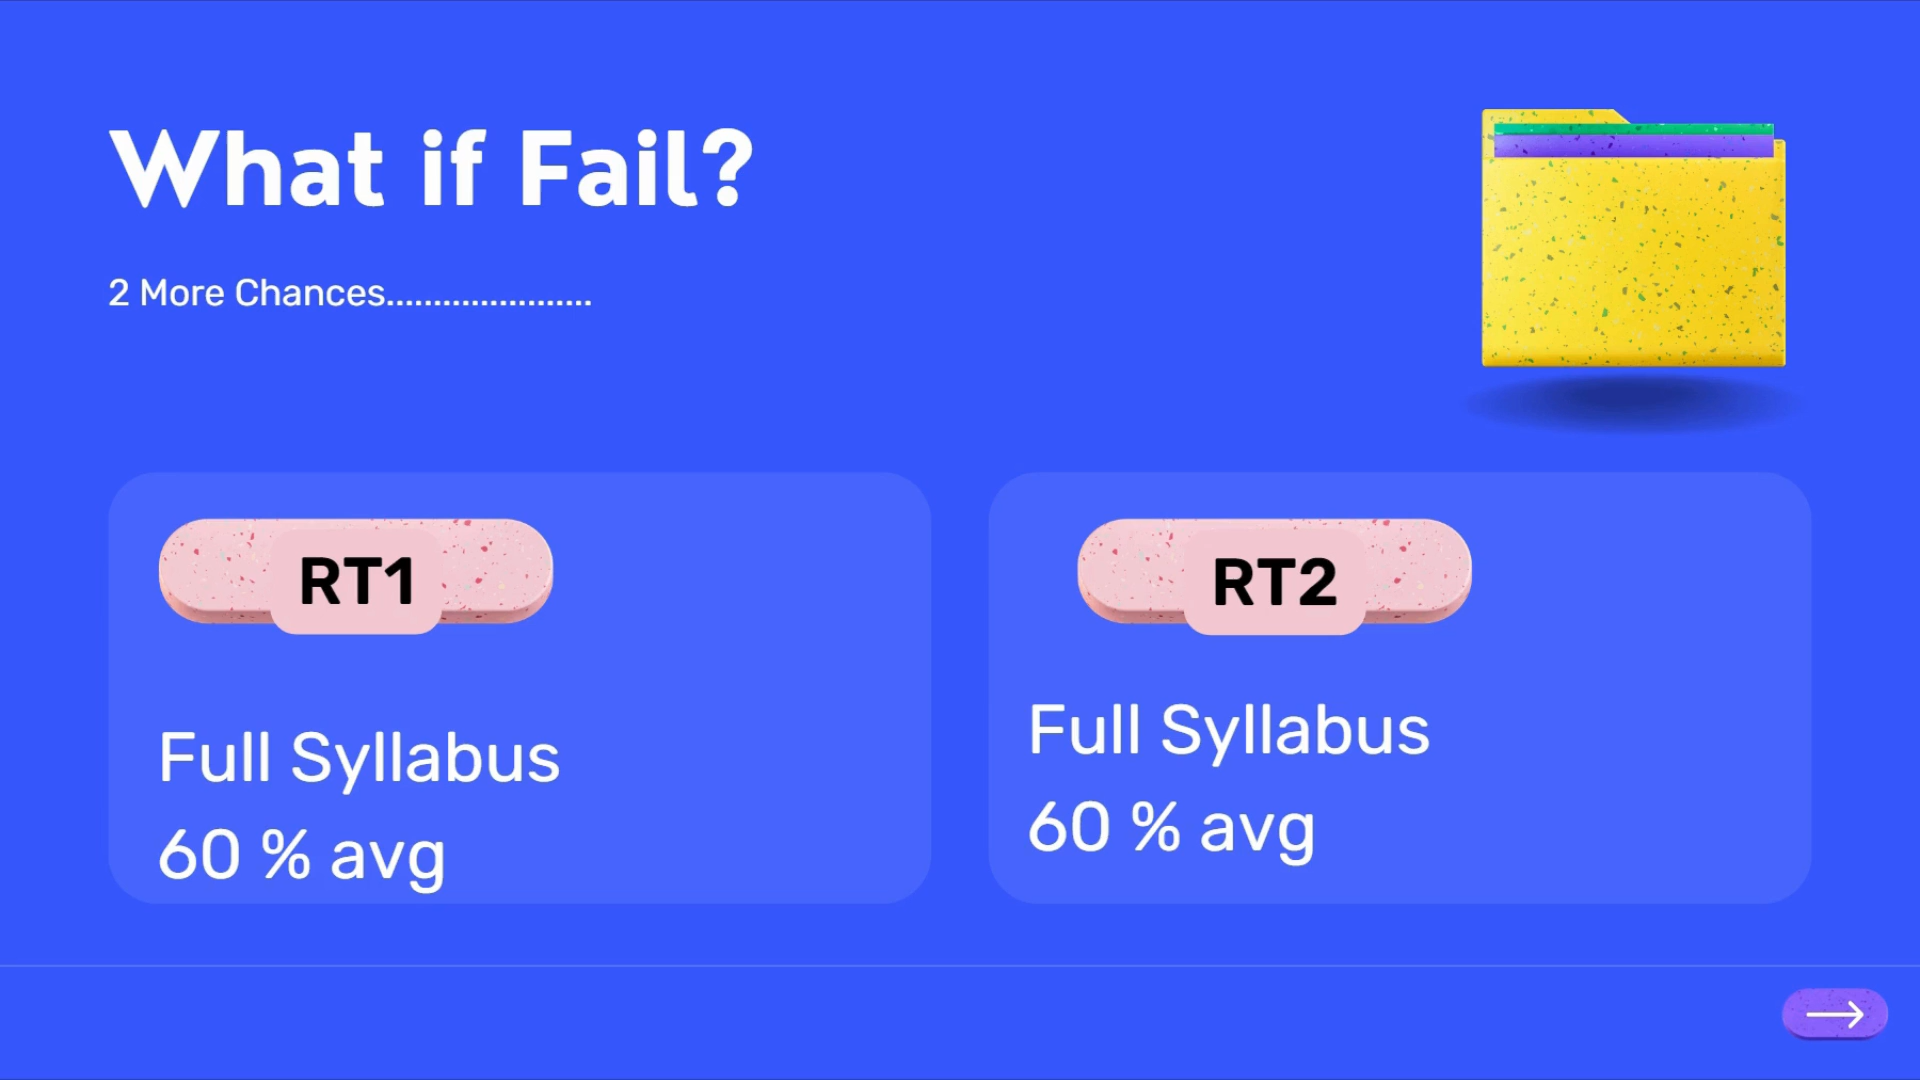 What if Fail?
2 More Chances......................
RT1
Full Syllabus
60 % avg
RT2
Full Syllabus
60 % avg